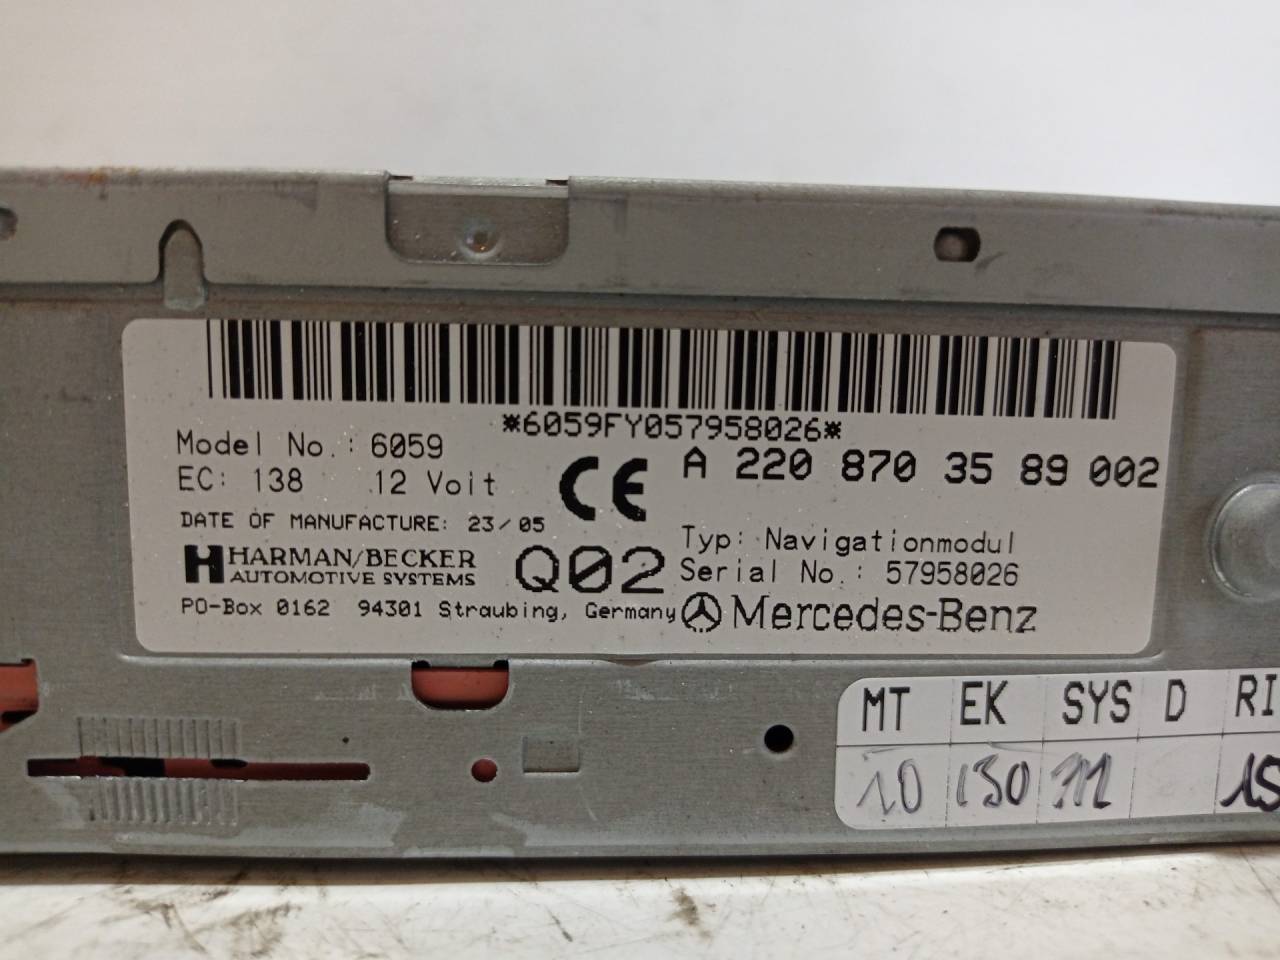 *6059FY057958026*
Model No.: 6059
A 220 870 35 89 002
EC: 138 12 Volt
CE
DATE OF MANUFACTURE: 23/05
Typ: Navigationmodul
HARMAN/BECKER
AUTOMOTIVE SYSTEMS
Q02
Serial No.: 57958026
PO-Box 0162 94301 Straubing, Germany
Mercedes-Benz
MT EK SYS D RI
10 130